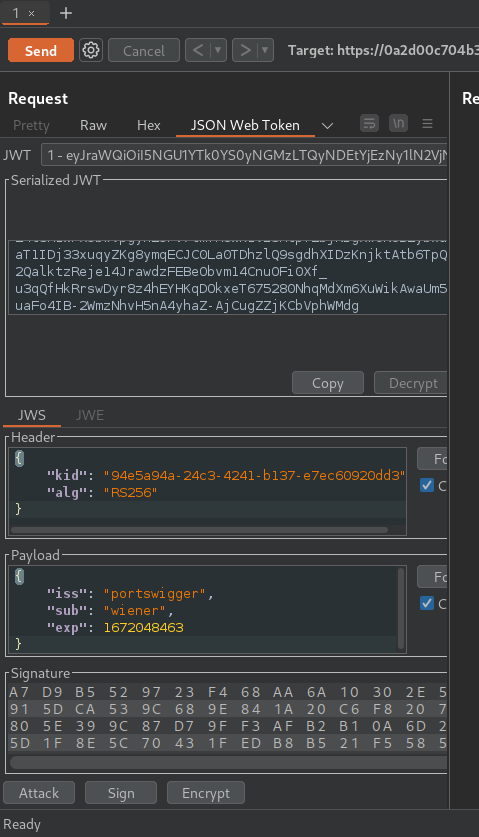 1 × +
Send Cancel < > Target: https://0a2d00c704b3
Request Re
Pretty Raw Hex JSON Web Token \n
JWT 1 - eyJraWQiOiI5NGU1YTk0YS0yNGMzLTQyNDEtYjEzNy1lN2VjN
Serialized JWT
aT1IDj33xuqyZKg8ymqECJC0La0TDhzlQ9sgdhXIDzKnjktAtb6TpQ
2QalktzReje14JrawdzFEBeObvm14CnuOFi0Xf_
u3qQfHkRrswDyr8z4hEYHKqDOkxeT675280NhqMdXm6XuWikAwaUm5
uaFo4IB-2WmzNhvH5nA4yhaZ-AjCugZZjKCbVphWMdg
Copy Decrypt
JWS JWE
Header
{
"kid": "94e5a94a-24c3-4241-b137-e7ec60920dd3"
"alg": "RS256"
}
Fo
C
Payload
{
"iss": "portswigger",
"sub": "wiener",
"exp": 1672048463
}
Fo
C
Signature
A7 D9 B5 52 97 23 F4 68 AA 6A 10 30 2E 5
91 5D CA 53 9C 68 9E 84 1A 20 C6 F8 20 7
80 5E 39 9C 87 D7 9F F3 AF B2 B1 0A 6D 2
5D 1F 8E 5C 70 43 1F ED B8 B5 21 F5 58 5
Attack Sign Encrypt
Ready